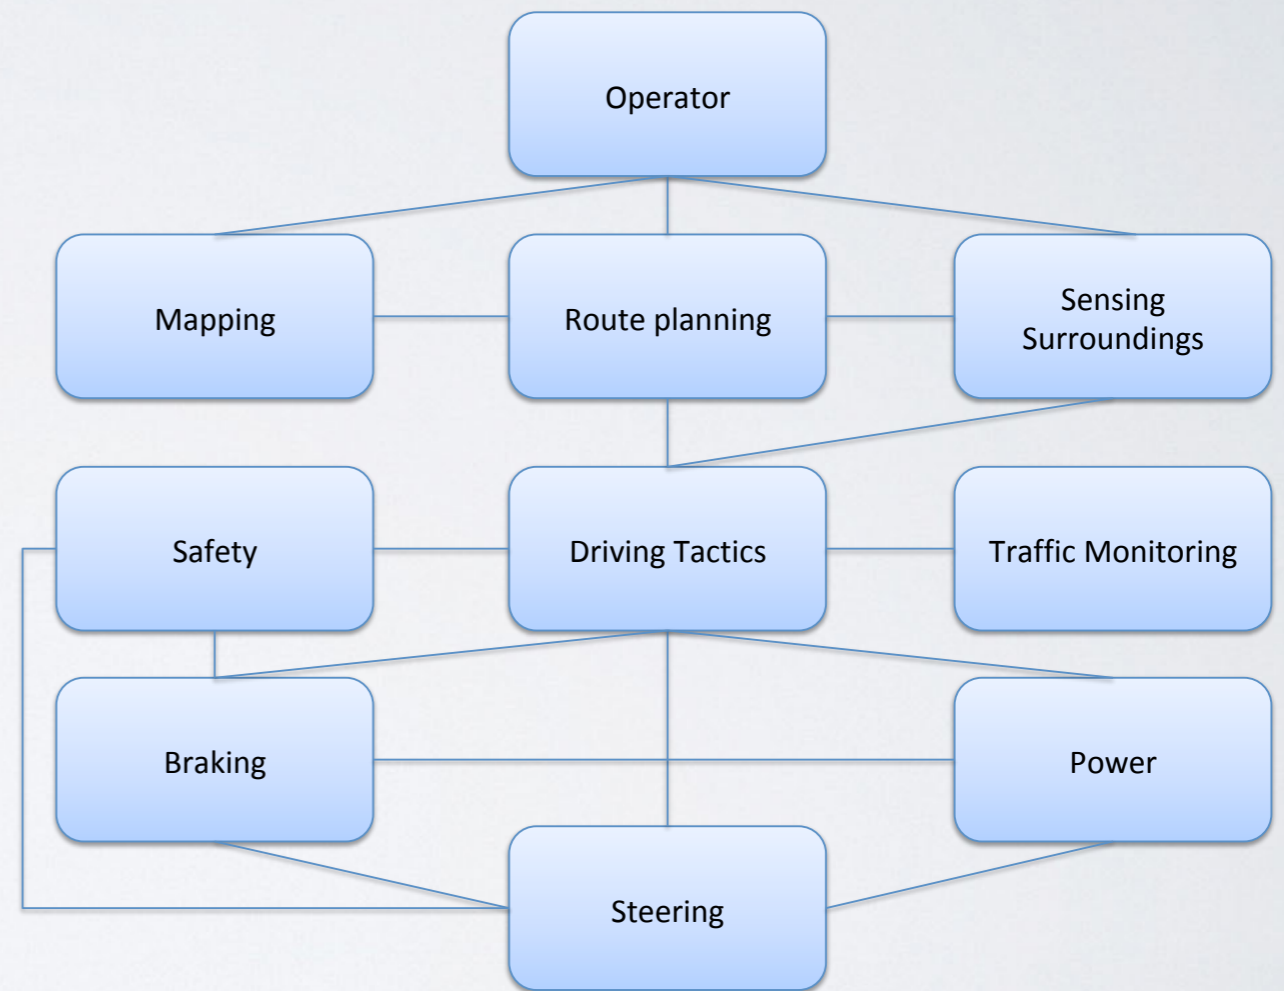 Operator
Mapping
Route planning
Sensing
Surroundings
Safety
Driving Tactics
Traffic Monitoring
Braking
Power
Steering